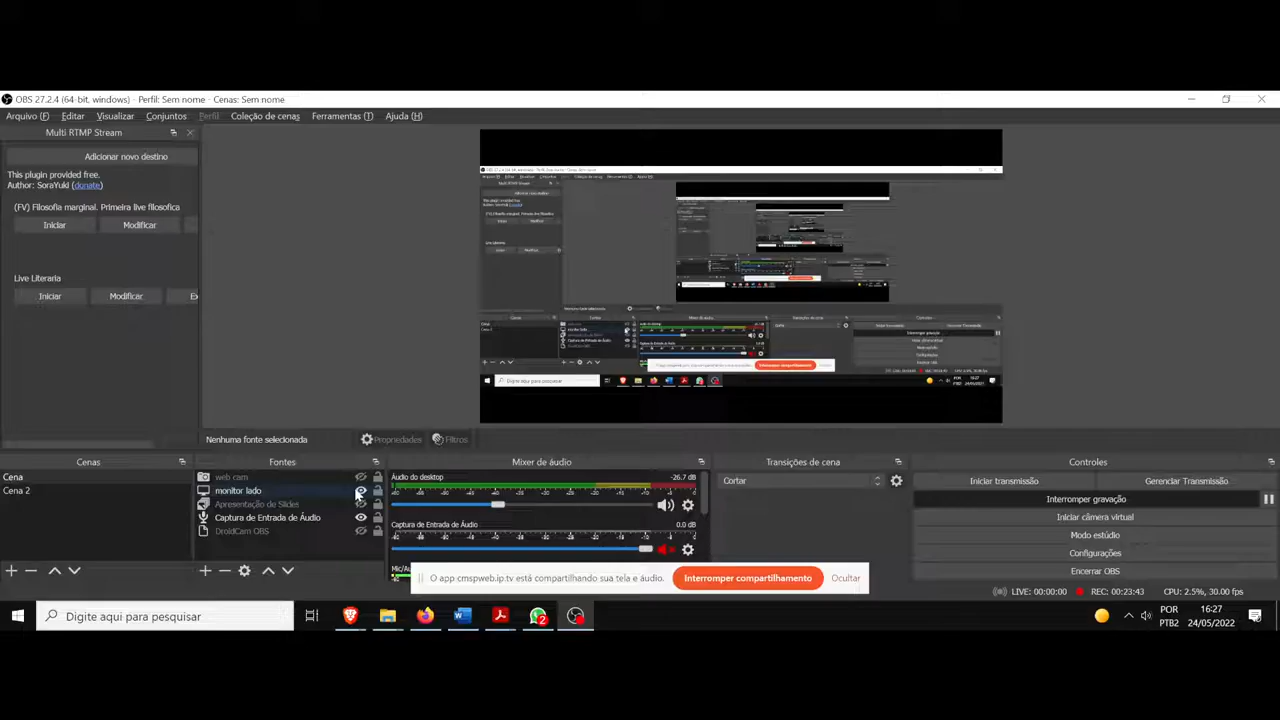 OBS 27.2.4 (64-bit, windows) - Perfil: Sem nome - Cenas: Sem nome
Arquivo (F) Editar Visualizar Conjuntos Perfil Coleção de cenas Ferramentas (T) Ajuda (H)
Multi RTMP Stream
Adicionar novo destino
This plugin provided free.
Author: SoraYuki (donate)
(FV) Filosofia marginal. Primeira live filosofica
Iniciar Modificar
Live Literaria
Iniciar Modificar Ex
Nenhuma fonte selecionada Propriedades Filtros
Cenas
Cena
Cena 2
Fontes
web cam
monitor lado
Apresentação de Slides
Captura de Entrada de Áudio
DroidCam OBS
Mixer de áudio
Áudio do desktop -26.7 dB
Captura de Entrada de Áudio 0.0 dB
Mic/Au
Transições de cena
Cortar
Controles
Iniciar transmissão Gerenciar Transmissão
Interromper gravação
Iniciar câmera virtual
Modo estúdio
Configurações
Encerrar OBS
O app cmspweb.ip.tv está compartilhando sua tela e áudio. Interromper compartilhamento Ocultar
LIVE: 00:00:00 REC: 00:23:43 CPU: 2.5%, 30.00 fps
Digite aqui para pesquisar
2
POR
PTB2
16:27
24/05/2022